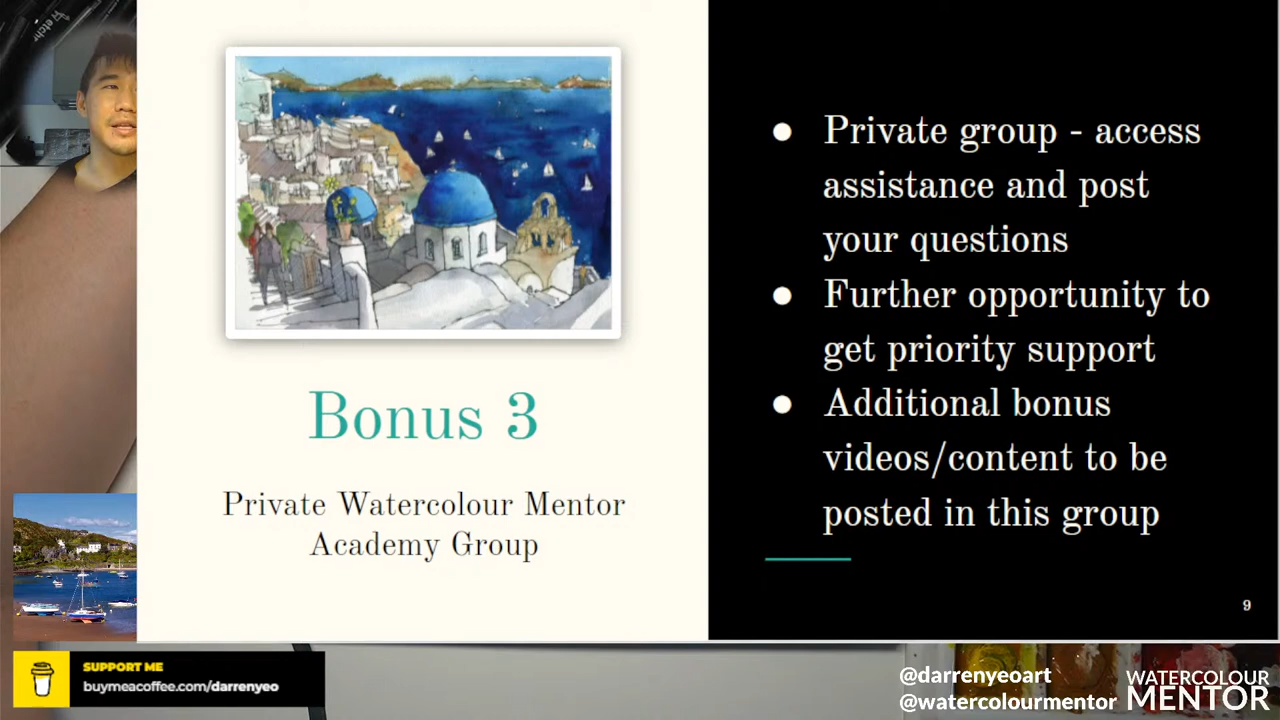 etchr
Bonus 3
Private Watercolour Mentor
Academy Group
● Private group - access
assistance and post
your questions
● Further opportunity to
get priority support
● Additional bonus
videos/content to be
posted in this group
9
SUPPORT ME
buymeacoffee.com/darrenyeo
@darrenyeoart
@watercolourmentor
WATERCOLOUR
MENTOR